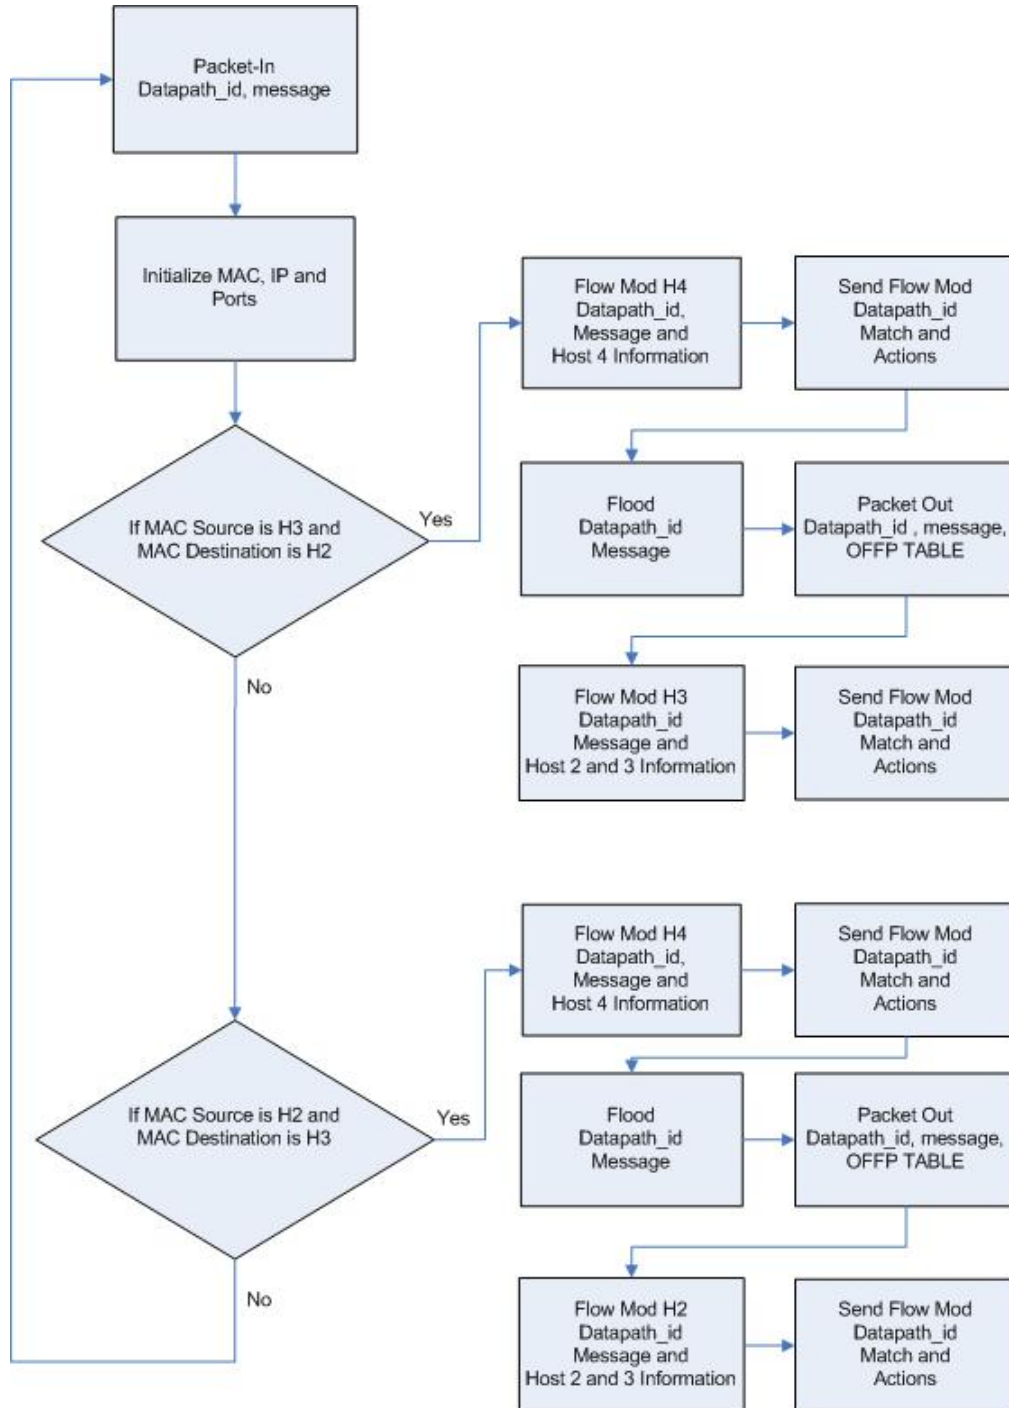 Packet-In
Datapath_id, message
Initialize MAC, IP and
Ports
Flow Mod H4
Datapath_id,
Message and
Host 4 Information
Send Flow Mod
Datapath_id
Match and
Actions
If MAC Source is H3 and
MAC Destination is H2
Yes
No
Flood
Datapath_id
Message
Packet Out
Datapath_id , message,
OFFP TABLE
Flow Mod H3
Datapath_id
Message and
Host 2 and 3 Information
Send Flow Mod
Datapath_id
Match and
Actions
Flow Mod H4
Datapath_id,
Message and
Host 4 Information
Send Flow Mod
Datapath_id
Match and
Actions
If MAC Source is H2 and
MAC Destination is H3
Yes
No
Flood
Datapath_id
Message
Packet Out
Datapath_id, message,
OFFP TABLE
Flow Mod H2
Datapath_id
Message and
Host 2 and 3 Information
Send Flow Mod
Datapath_id
Match and
Actions